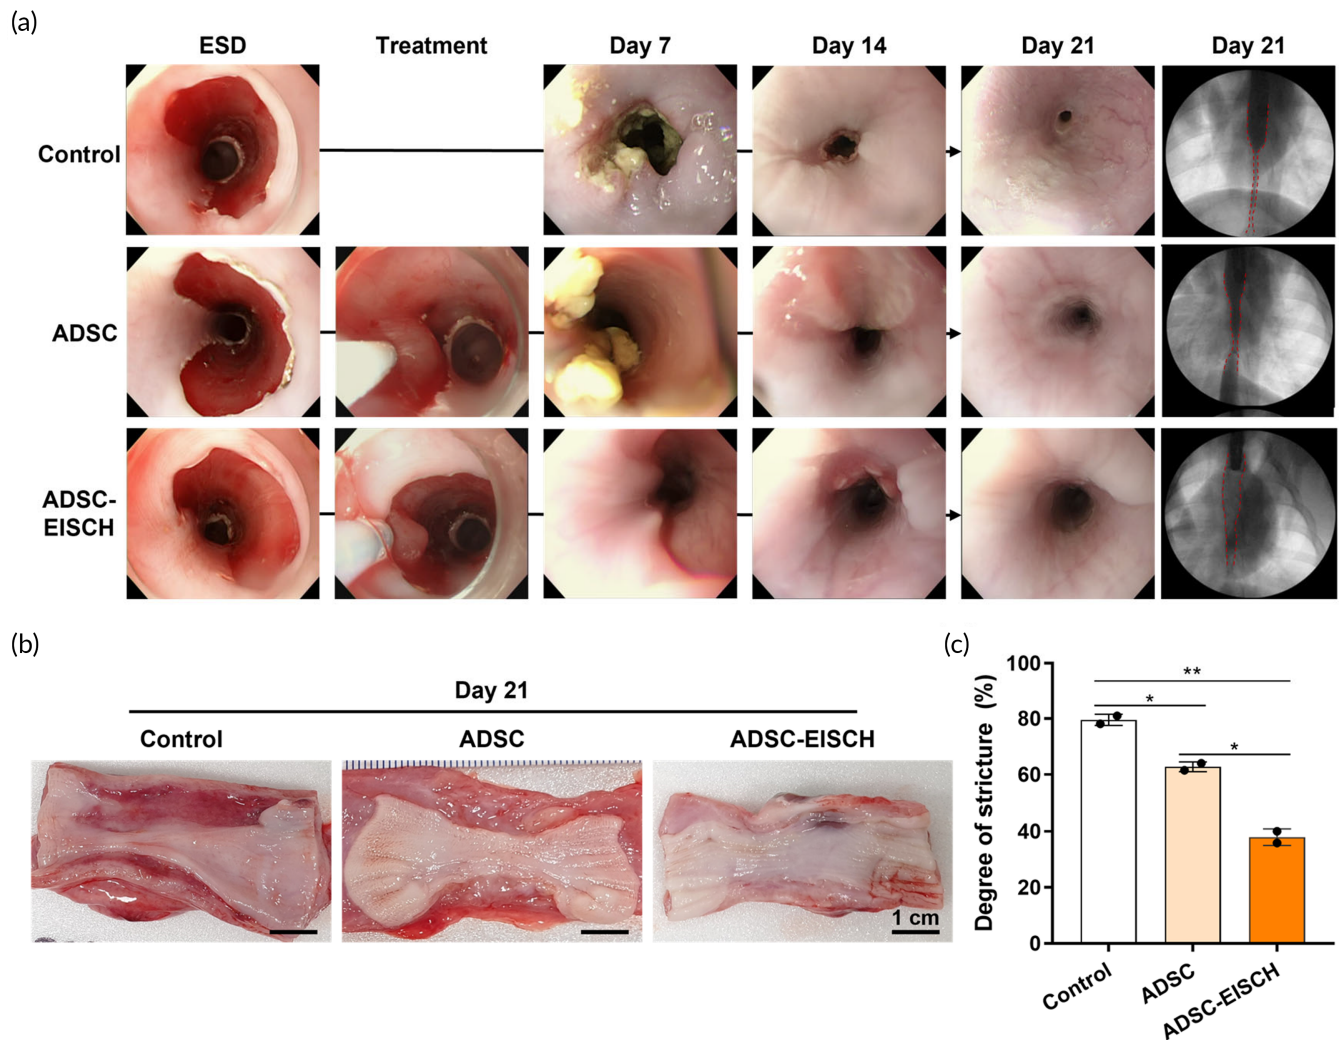 (a)
ESD Treatment Day 7 Day 14 Day 21 Day 21
Control
ADSC
ADSC-
EISCH
(b)
Day 21
Control ADSC ADSC-EISCH
1 cm
(c)
Degree of stricture (%)
100
80
60
40
20
0
**
*
*
Control
ADSC
ADSC-EISCH